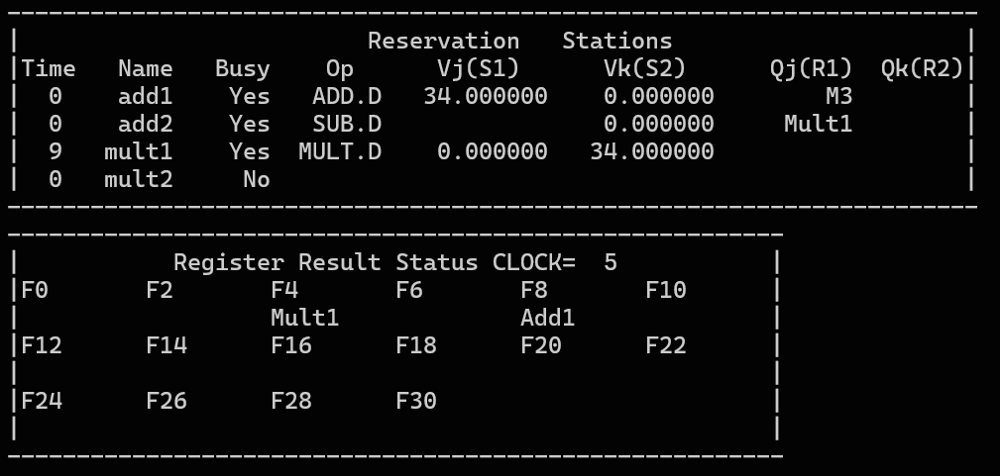 Reservation Stations
Time Name Busy Op Vj(S1) Vk(S2) Qj(R1) Qk(R2)
0 add1 Yes ADD.D 34.000000 0.000000 M3
0 add2 Yes SUB.D 0.000000 Mult1
9 mult1 Yes MULT.D 0.000000 34.000000
0 mult2 No
Register Result Status CLOCK= 5
F0 F2 F4 F6 F8 F10
Mult1 Add1
F12 F14 F16 F18 F20 F22
F24 F26 F28 F30